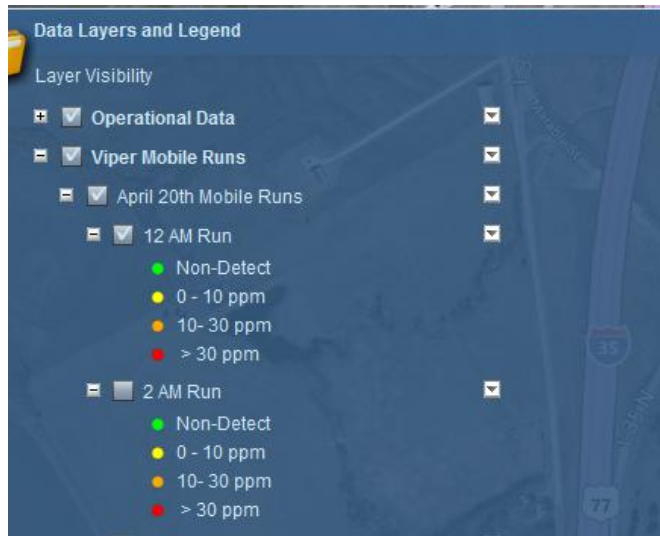 Data Layers and Legend
Layer Visibility
Operational Data
Viper Mobile Runs
April 20th Mobile Runs
12 AM Run
Non-Detect
0 - 10 ppm
10- 30 ppm
> 30 ppm
2 AM Run
Non-Detect
0 - 10 ppm
10- 30 ppm
> 30 ppm
35
77